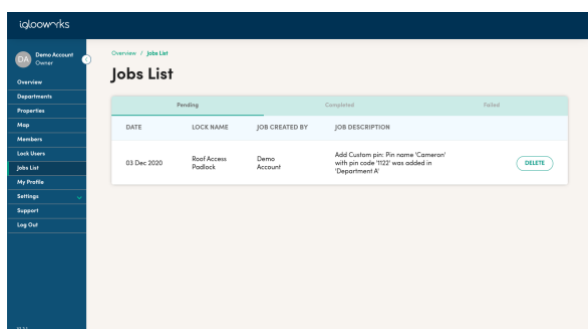 iglooworks
DA
Demo Account
Owner
Overview
Departments
Properties
Map
Members
Lock Users
Jobs List
My Profile
Settings
Support
Log Out
Overview / Jobs List
Jobs List
Pending Completed Failed
DATE LOCK NAME JOB CREATED BY JOB DESCRIPTION
03 Dec 2020
Roof Access
Padlock
Demo
Account
Add Custom pin: Pin name 'Cameron'
with pin code '1122' was added in
'Department A'
DELETE